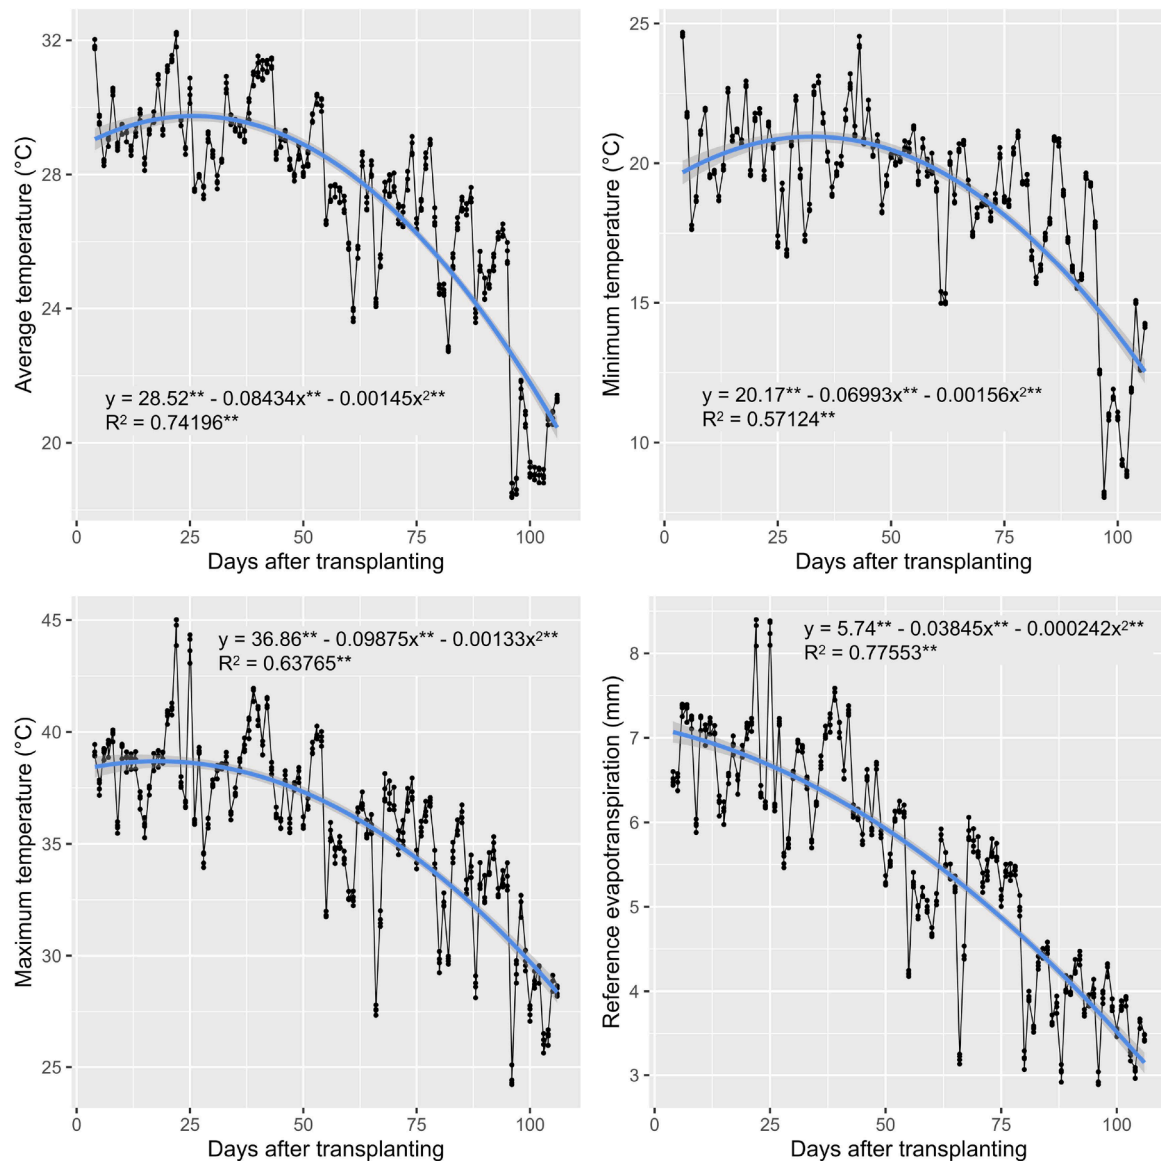 Average temperature (°C)
32
28
24
20
y = 28.52** - 0.08434x** - 0.00145x²**
R² = 0.74196**
0 25 50 75 100
Days after transplanting
Minimum temperature (°C)
25
20
15
10
y = 20.17** - 0.06993x** - 0.00156x²**
R² = 0.57124**
0 25 50 75 100
Days after transplanting
Maximum temperature (°C)
45
40
35
30
25
y = 36.86** - 0.09875x** - 0.00133x²**
R² = 0.63765**
0 25 50 75 100
Days after transplanting
Reference evapotranspiration (mm)
8
7
6
5
4
3
y = 5.74** - 0.03845x** - 0.000242x²**
R² = 0.77553**
0 25 50 75 100
Days after transplanting